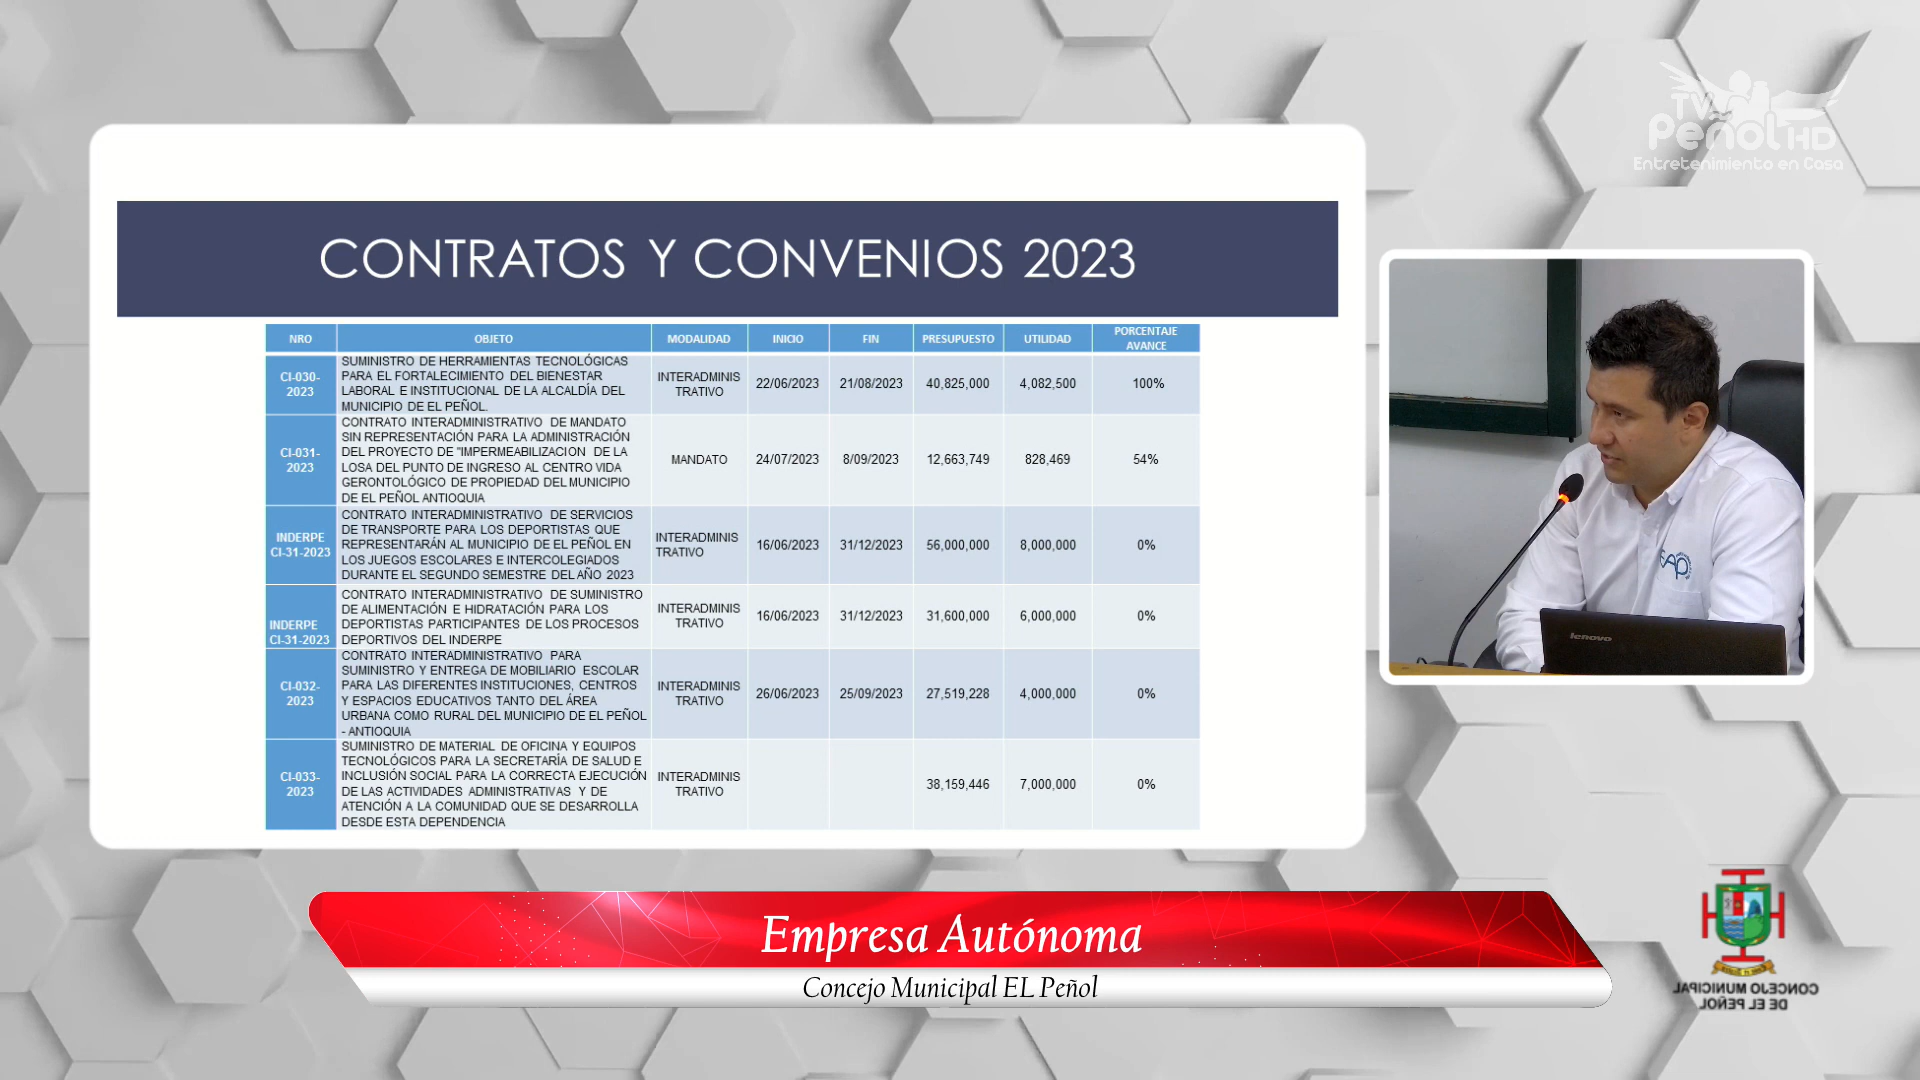 TV
Peñol HD
Entretenimiento en Casa
CONTRATOS Y CONVENIOS 2023
NRO OBJETO MODALIDAD INICIO FIN PRESUPUESTO UTILIDAD PORCENTAJE AVANCE
CI-030-2023
SUMINISTRO DE HERRAMIENTAS TECNOLÓGICAS
PARA EL FORTALECIMIENTO DEL BIENESTAR
LABORAL E INSTITUCIONAL DE LA ALCALDÍA DEL
MUNICIPIO DE EL PEÑOL.
INTERADMINIS
TRATIVO
22/06/2023 21/08/2023 40,825,000 4,082,500 100%
CI-031-2023
CONTRATO INTERADMINISTRATIVO DE MANDATO
SIN REPRESENTACIÓN PARA LA ADMINISTRACIÓN
DEL PROYECTO DE "IMPERMEABILIZACION DE LA
LOSA DEL PUNTO DE INGRESO AL CENTRO VIDA
GERONTOLÓGICO DE PROPIEDAD DEL MUNICIPIO
DE EL PEÑOL ANTIOQUIA
MANDATO 24/07/2023 8/09/2023 12,663,749 828,469 54%
INDERPE
CI-31-2023
CONTRATO INTERADMINISTRATIVO DE SERVICIOS
DE TRANSPORTE PARA LOS DEPORTISTAS QUE
REPRESENTARÁN AL MUNICIPIO DE EL PEÑOL EN
LOS JUEGOS ESCOLARES E INTERCOLEGIADOS
DURANTE EL SEGUNDO SEMESTRE DEL AÑO 2023
INTERADMINIS
TRATIVO
16/06/2023 31/12/2023 56,000,000 8,000,000 0%
INDERPE
CI-31-2023
CONTRATO INTERADMINISTRATIVO DE SUMINISTRO
DE ALIMENTACIÓN E HIDRATACIÓN PARA LOS
DEPORTISTAS PARTICIPANTES DE LOS PROCESOS
DEPORTIVOS DEL INDERPE
INTERADMINIS
TRATIVO
16/06/2023 31/12/2023 31,600,000 6,000,000 0%
CI-032-2023
CONTRATO INTERADMINISTRATIVO PARA
SUMINISTRO Y ENTREGA DE MOBILIARIO ESCOLAR
PARA LAS DIFERENTES INSTITUCIONES, CENTROS
Y ESPACIOS EDUCATIVOS TANTO DEL ÁREA
URBANA COMO RURAL DEL MUNICIPIO DE EL PEÑOL
- ANTIOQUIA
INTERADMINIS
TRATIVO
26/06/2023 25/09/2023 27,519,228 4,000,000 0%
CI-033-2023
SUMINISTRO DE MATERIAL DE OFICINA Y EQUIPOS
TECNOLÓGICOS PARA LA SECRETARÍA DE SALUD E
INCLUSIÓN SOCIAL PARA LA CORRECTA EJECUCIÓN
DE LAS ACTIVIDADES ADMINISTRATIVAS Y DE
ATENCIÓN A LA COMUNIDAD QUE SE DESARROLLA
DESDE ESTA DEPENDENCIA
INTERADMINIS
TRATIVO
38,159,446 7,000,000 0%
lenovo
Empresa Autónoma
Concejo Municipal EL Peñol
CONCEJO MUNICIPAL
DE EL PEÑOL